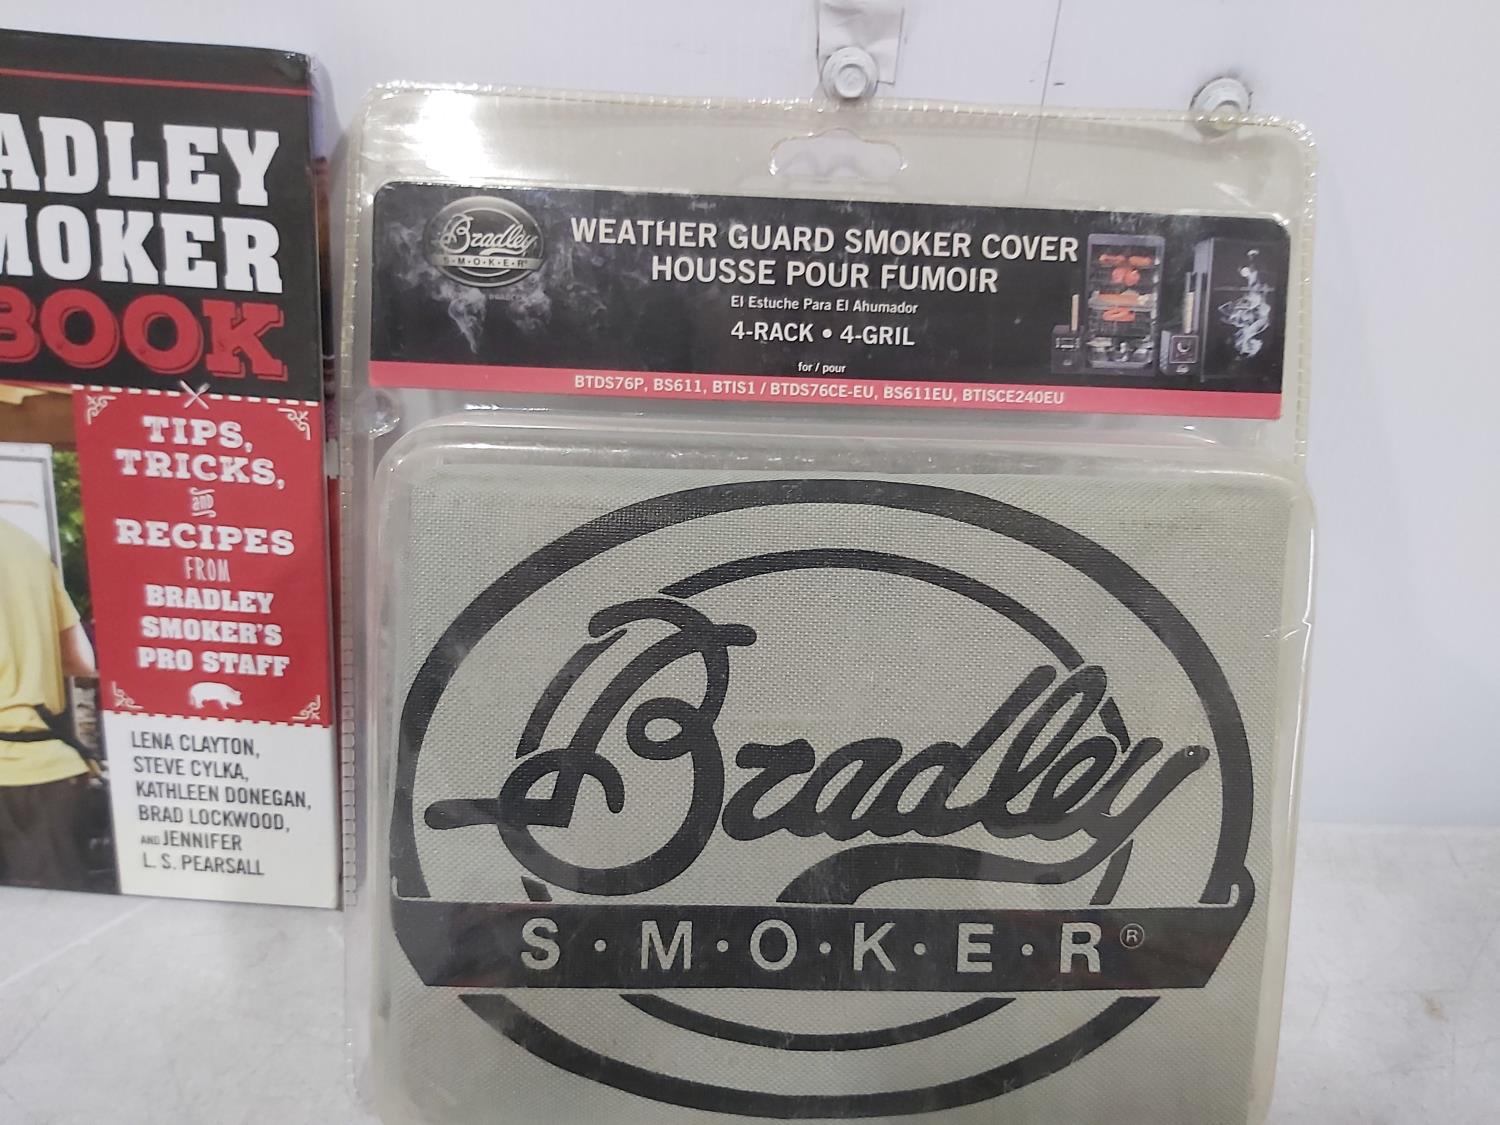 ADLEY
MOKER
BOOK
TIPS,
TRICKS,
and
RECIPES
FROM
BRADLEY
SMOKER'S
PRO STAFF
LENA CLAYTON,
STEVE CYLKA,
KATHLEEN DONEGAN,
BRAD LOCKWOOD,
AND JENNIFER
L. S. PEARSALL
Bradley
S·M·O·K·E·R®
WEATHER GUARD SMOKER COVER
HOUSSE POUR FUMOIR
El Estuche Para El Ahumador
4-RACK • 4-GRIL
for / pour
BTDS76P, BS611, BTIS1 / BTDS76CE-EU, BS611EU, BTISCE240EU
Bradley
S·M·O·K·E·R®